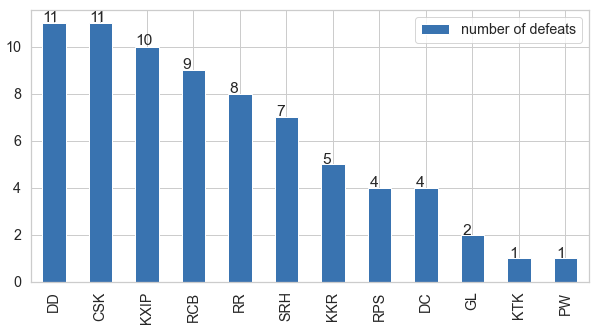 number of defeats
11
11
10
9
8
7
5
4
4
2
1
1
10
8
6
4
2
0
DD
CSK
KXIP
RCB
RR
SRH
KKR
RPS
DC
GL
KTK
PW